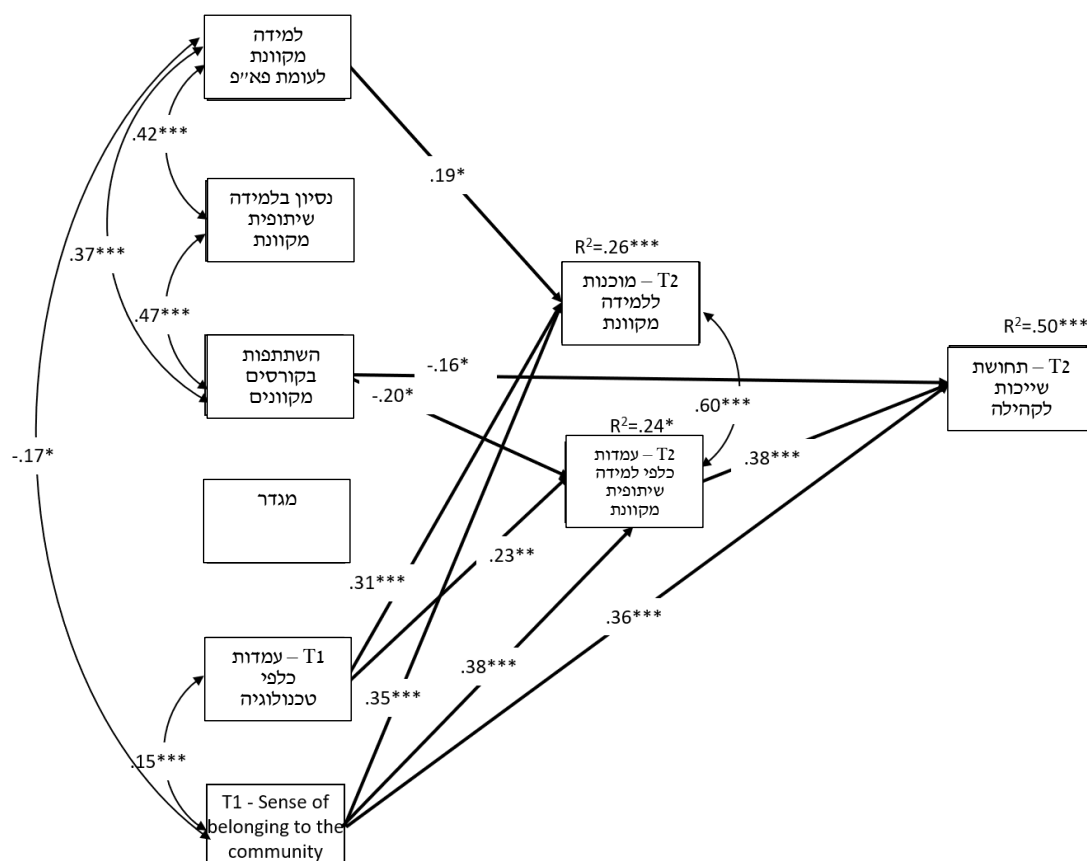 למידה
מקוונת
לעומת פא״פ
.42***
.19*
נסיון בלמידה
שיתופית
מקוונת
.37***
.47***
R²=.26***
T2 – מוכנות
ללמידה
מקוונת
השתתפות
בקורסים
מקוונים
-.16*
-.20*
.60***
R²=.50***
T2 – תחושת
שייכות
לקהילה
R²=.24*
T2 – עמדות
כלפי למידה
שיתופית
מקוונת
.38***
-.17*
מגדר
.23**
.31***
.36***
T1 – עמדות
כלפי
טכנולוגיה
.38***
.35***
.15***
T1 - Sense of
belonging to the
community